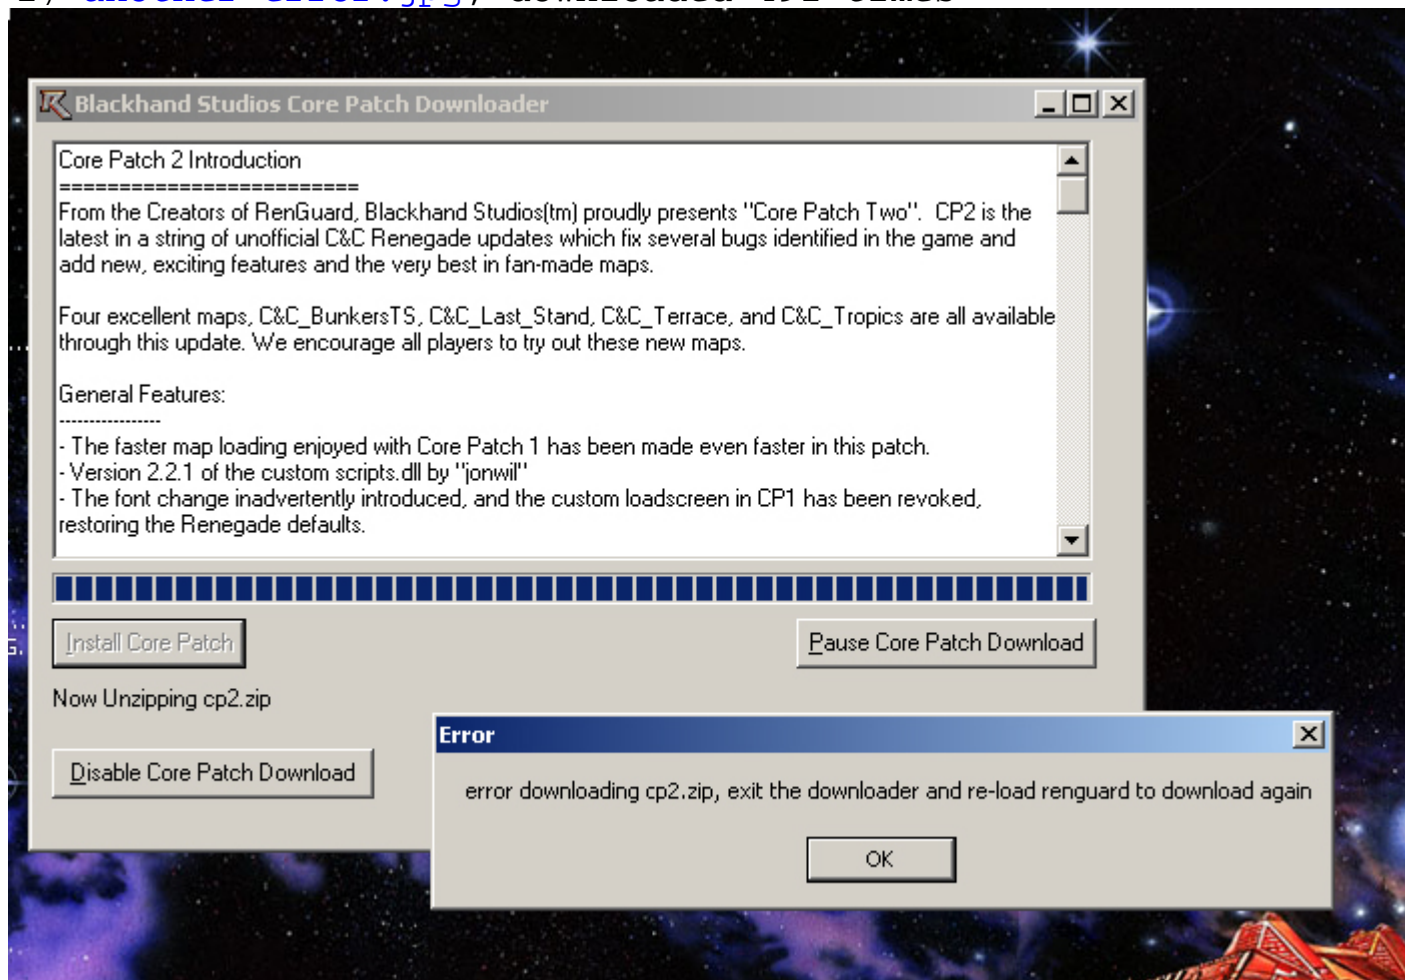 another error.jpg, downloaded 491 times
Blackhand Studios Core Patch Downloader
Core Patch 2 Introduction
=========================
From the Creators of RenGuard, Blackhand Studios(tm) proudly presents "Core Patch Two".  CP2 is the
latest in a string of unofficial C&C Renegade updates which fix several bugs identified in the game and
add new, exciting features and the very best in fan-made maps.
Four excellent maps, C&C_BunkersTS, C&C_Last_Stand, C&C_Terrace, and C&C_Tropics are all available
through this update. We encourage all players to try out these new maps.
General Features:
----------------
- The faster map loading enjoyed with Core Patch 1 has been made even faster in this patch.
- Version 2.2.1 of the custom scripts.dll by "jonwil"
- The font change inadvertently introduced, and the custom loadscreen in CP1 has been revoked,
restoring the Renegade defaults.
Install Core Patch
Pause Core Patch Download
Now Unzipping cp2.zip
Error
Disable Core Patch Download
error downloading cp2.zip, exit the downloader and re-load renguard to download again
OK